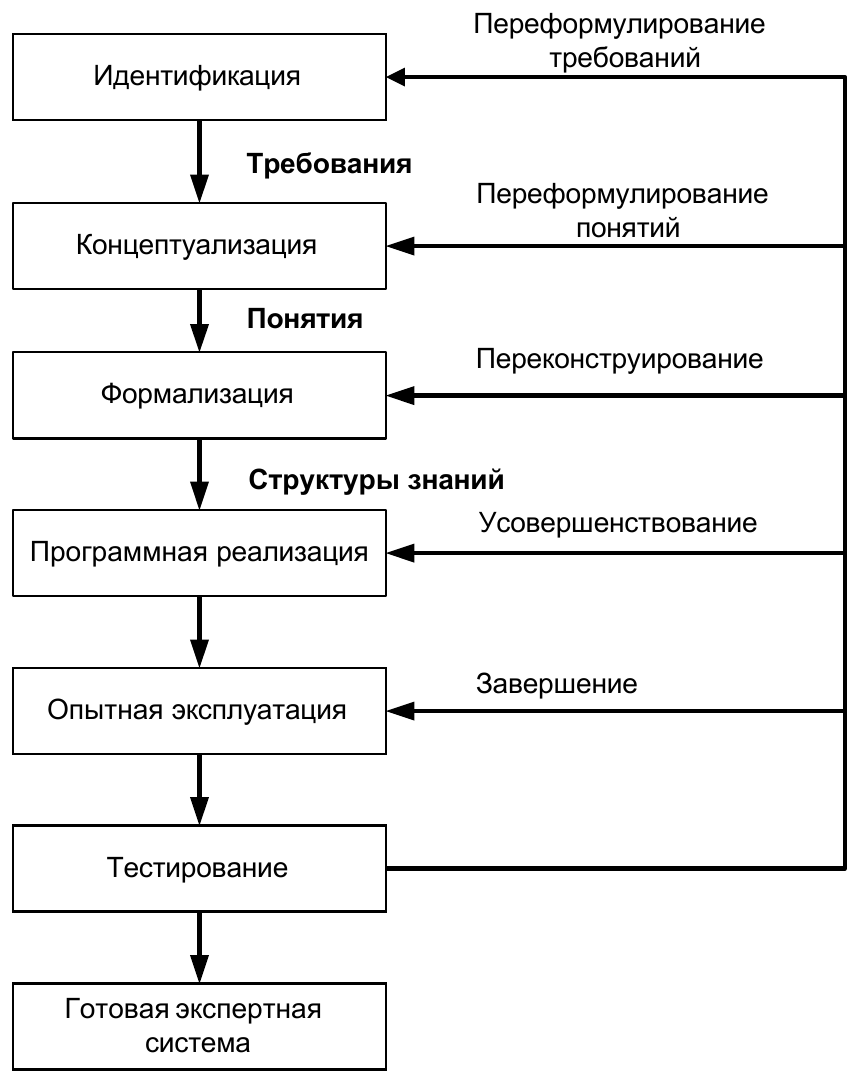 Переформулирование
требований
Идентификация
Требования
Переформулирование
понятий
Концептуализация
Понятия
Переконструирование
Формализация
Структуры знаний
Усовершенствование
Программная реализация
Завершение
Опытная эксплуатация
Тестирование
Готовая экспертная
система